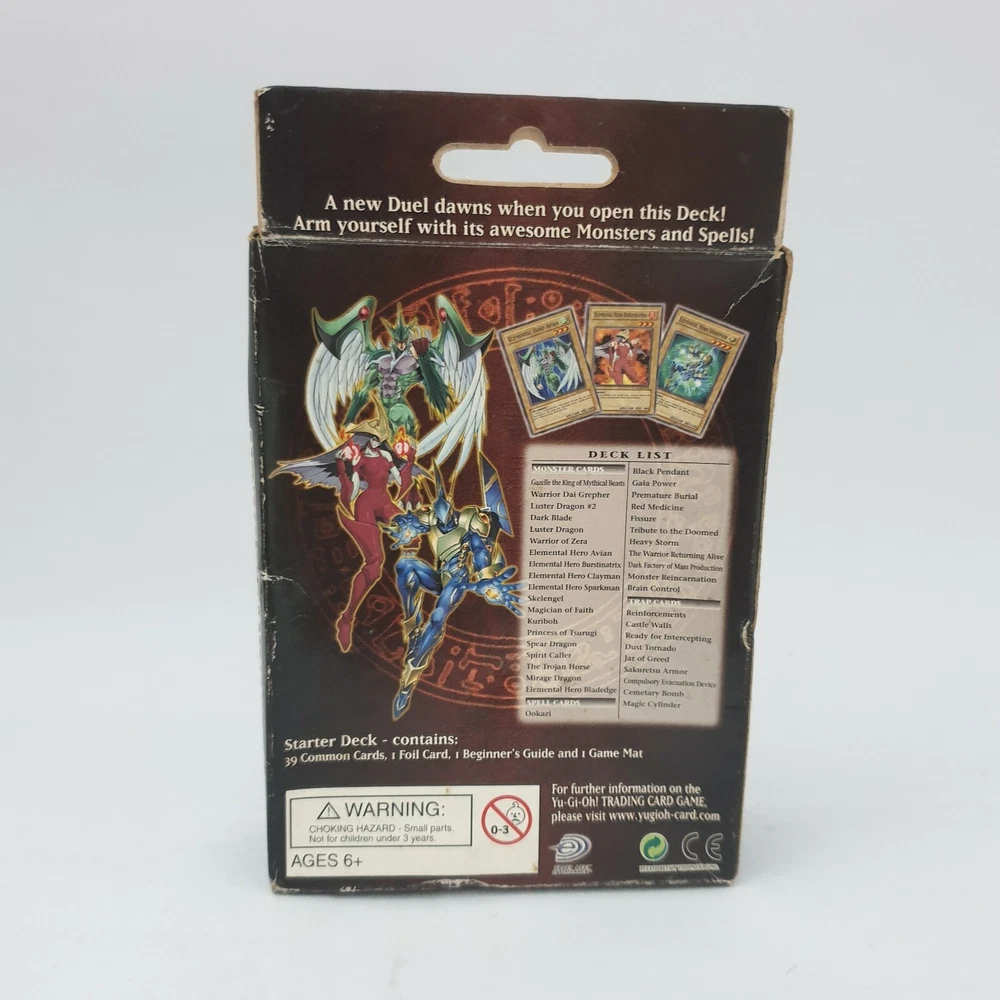 A new Duel dawns when you open this Deck!
Arm yourself with its awesome Monsters and Spells!
Elemental Hero Avian
Elemental Hero Burstinatrix
Elemental Hero Sparkman
DECK LIST
MONSTER CARDS
Gazelle the King of Mythical Beasts
Warrior Dai Grepher
Luster Dragon #2
Dark Blade
Luster Dragon
Warrior of Zera
Elemental Hero Avian
Elemental Hero Burstinatrix
Elemental Hero Clayman
Elemental Hero Sparkman
Skelengel
Magician of Faith
Kuriboh
Princess of Tsurugi
Spear Dragon
Spirit Caller
The Trojan Horse
Mirage Dragon
Elemental Hero Bladedge
SPELL CARDS
Ookazi
Black Pendant
Gaia Power
Premature Burial
Red Medicine
Fissure
Tribute to the Doomed
Heavy Storm
The Warrior Returning Alive
Dark Factory of Mass Production
Monster Reincarnation
Brain Control
TRAP CARDS
Reinforcements
Castle Walls
Ready for Intercepting
Dust Tornado
Jar of Greed
Sakuretsu Armor
Compulsory Evacuation Device
Cemetary Bomb
Magic Cylinder
Starter Deck - contains:
39 Common Cards, 1 Foil Card, 1 Beginner's Guide and 1 Game Mat
WARNING:
CHOKING HAZARD - Small parts.
Not for children under 3 years.
AGES 6+
0-3
For further information on the
Yu-Gi-Oh! TRADING CARD GAME,
please visit www.yugioh-card.com
CE